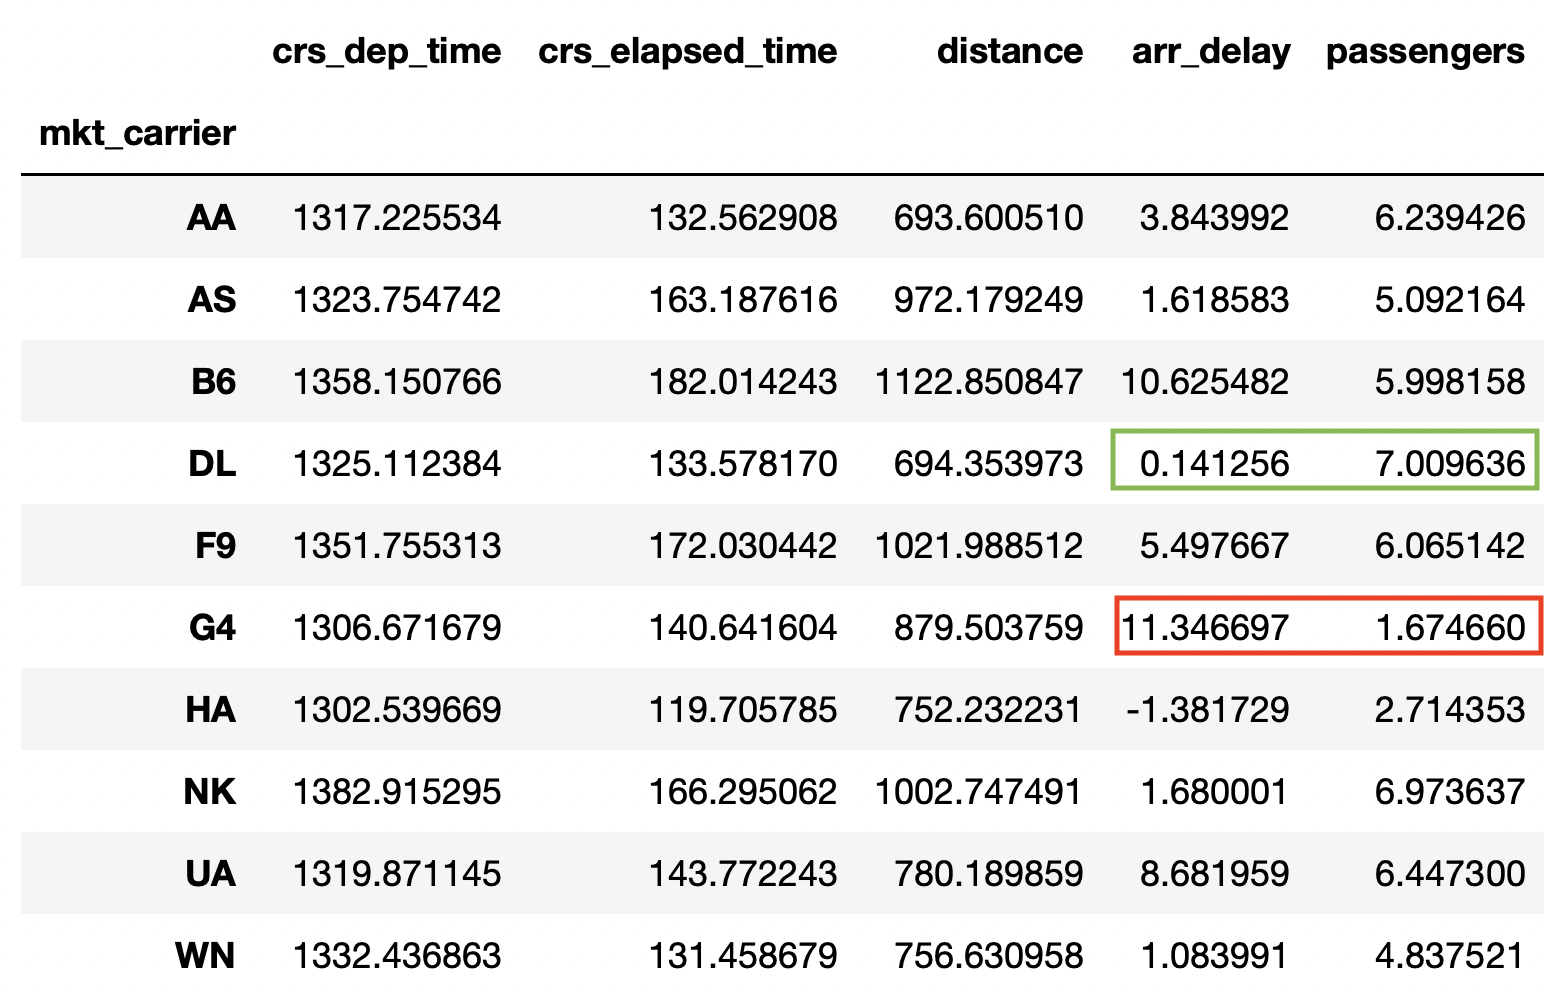 crs_dep_time crs_elapsed_time distance arr_delay passengers
mkt_carrier
AA 1317.225534 132.562908 693.600510 3.843992 6.239426
AS 1323.754742 163.187616 972.179249 1.618583 5.092164
B6 1358.150766 182.014243 1122.850847 10.625482 5.998158
DL 1325.112384 133.578170 694.353973 0.141256 7.009636
F9 1351.755313 172.030442 1021.988512 5.497667 6.065142
G4 1306.671679 140.641604 879.503759 11.346697 1.674660
HA 1302.539669 119.705785 752.232231 -1.381729 2.714353
NK 1382.915295 166.295062 1002.747491 1.680001 6.973637
UA 1319.871145 143.772243 780.189859 8.681959 6.447300
WN 1332.436863 131.458679 756.630958 1.083991 4.837521